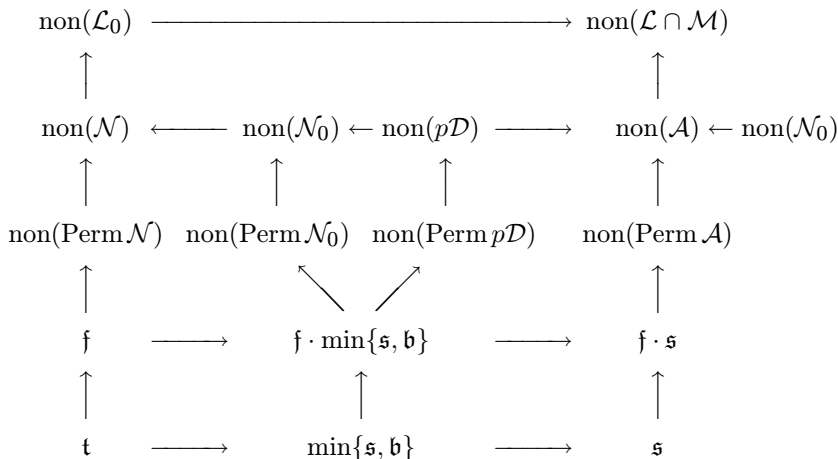 non(ℒ₀) ⟶ non(ℒ ∩ ℳ)
↑ ↑
non(𝒩) ⟵ non(𝒩₀) ← non(p𝒟) ⟶ non(𝒜) ← non(𝒩₀)
↑ ↑ ↑ ↑
non(Perm 𝒩) non(Perm 𝒩₀) non(Perm p𝒟) non(Perm 𝒜)
↑ ↖ ↗ ↑
𝔣 ⟶ 𝔣 · min{𝔰, 𝔟} ⟶ 𝔣 · 𝔰
↑ ↑ ↑
𝔱 ⟶ min{𝔰, 𝔟} ⟶ 𝔰